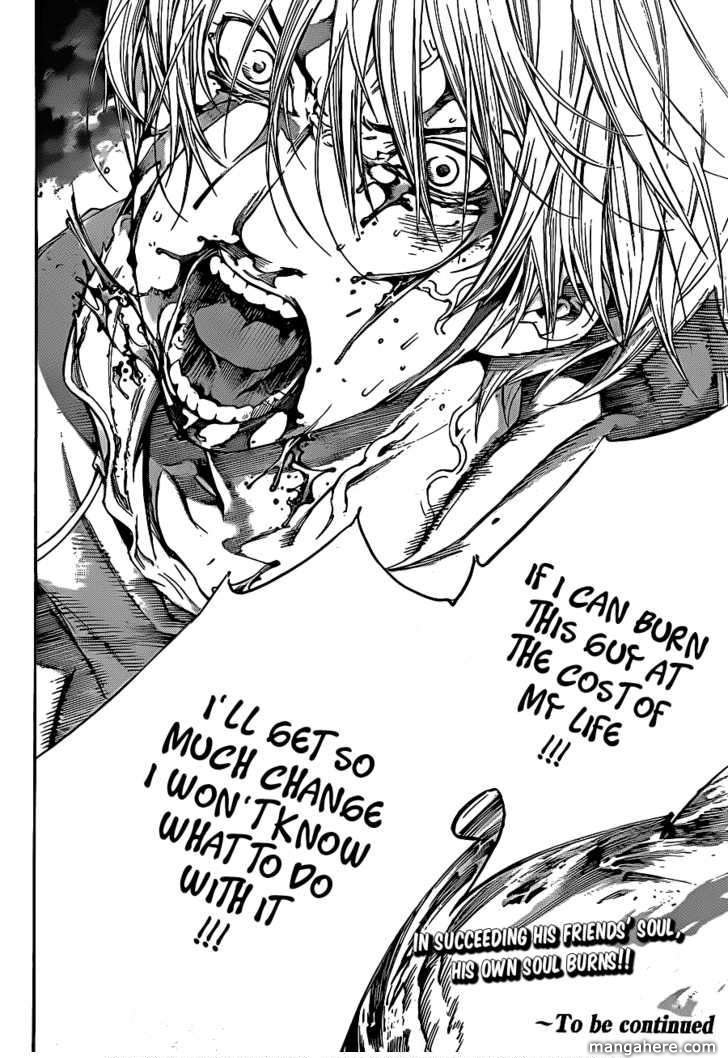 IF I CAN BURN
THIS GUY AT
THE COST OF
MY LIFE
!!!
I'LL GET SO
MUCH CHANGE
I WON'T KNOW
WHAT TO DO
WITH IT
!!!
IN SUCCEEDING HIS FRIENDS' SOUL,
HIS OWN SOUL BURNS!!
~To be continued
mangahere.com